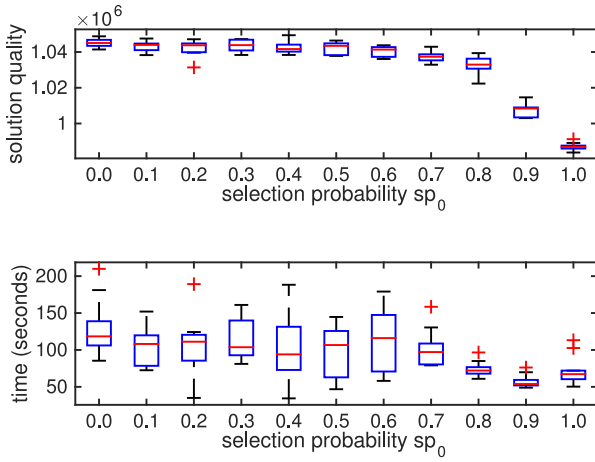 ×10⁶
solution quality
1.04
1.02
1
0.0 0.1 0.2 0.3 0.4 0.5 0.6 0.7 0.8 0.9 1.0
selection probability sp₀
time (seconds)
200
150
100
50
0.0 0.1 0.2 0.3 0.4 0.5 0.6 0.7 0.8 0.9 1.0
selection probability sp₀